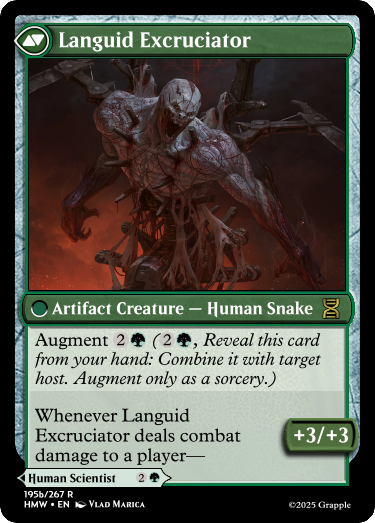 Languid Excruciator
Artifact Creature — Human Snake
Augment 2 (2, Reveal this card
from your hand: Combine it with target
host. Augment only as a sorcery.)
Whenever Languid
Excruciator deals combat
damage to a player—
+3/+3
Human Scientist 2
195b/267 R
HMW • EN Vlad Marica
©2025 Grapple